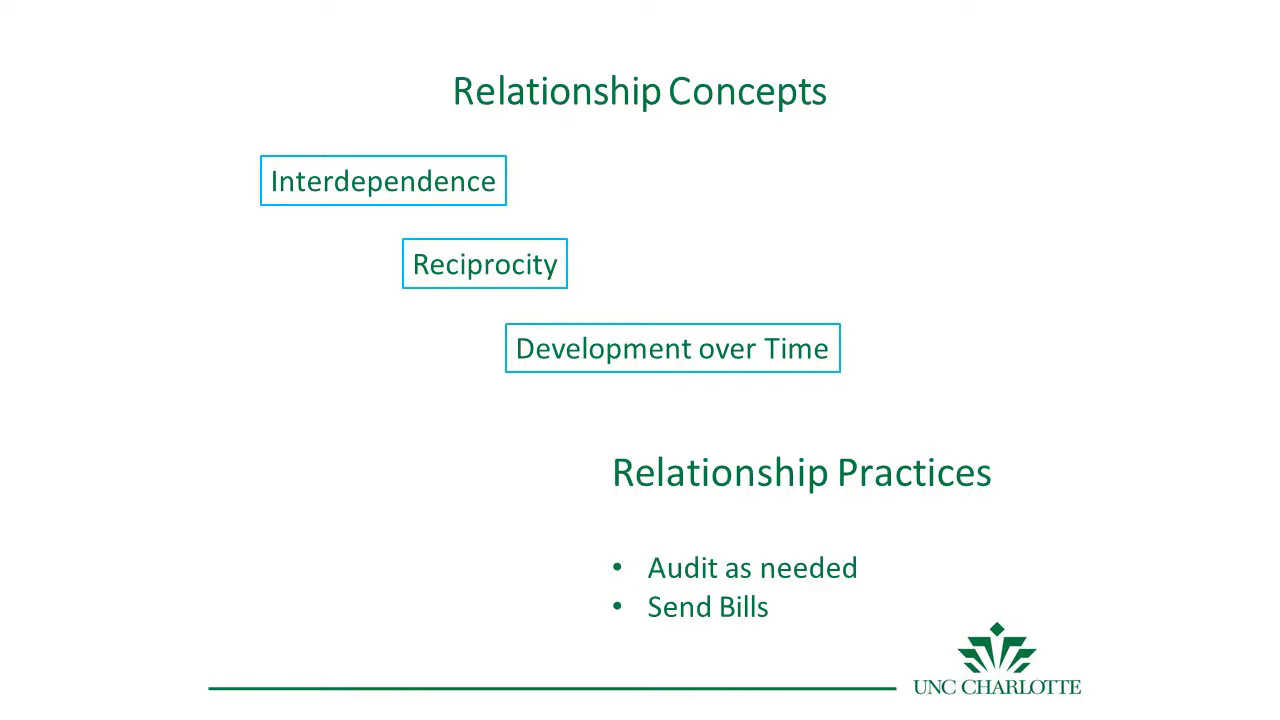 Relationship Concepts
Interdependence
Reciprocity
Development over Time
Relationship Practices
• Audit as needed
• Send Bills
UNC CHARLOTTE